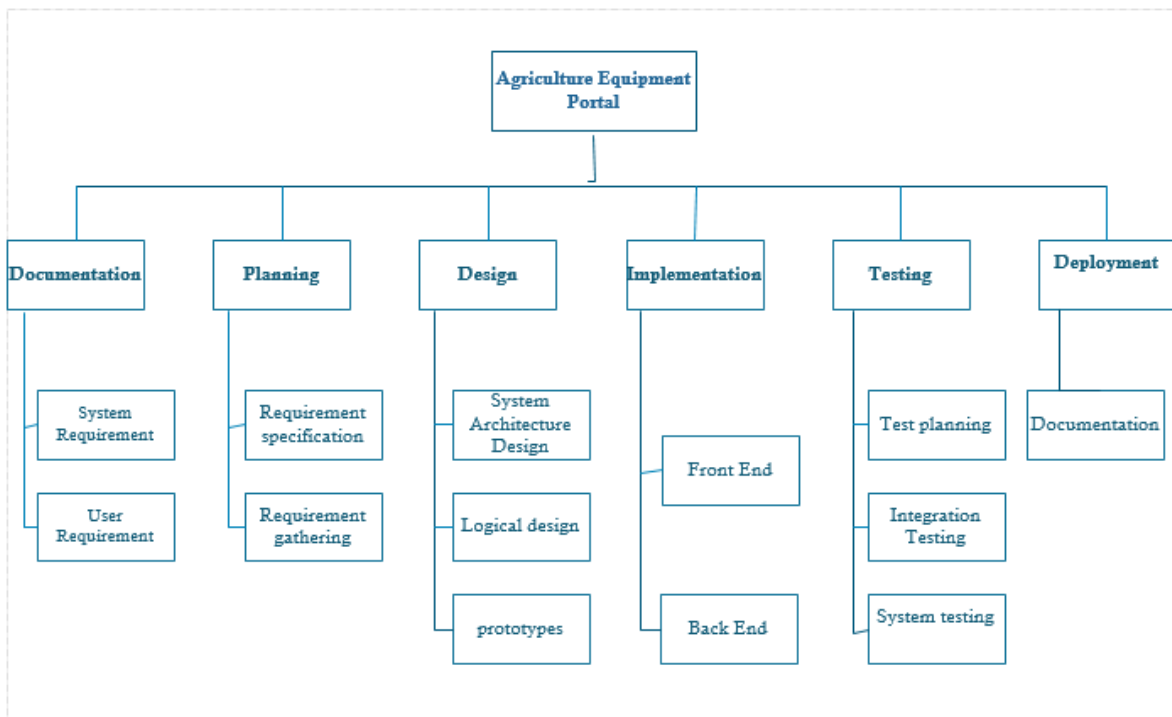 Agriculture Equipment
Portal
Documentation
Planning
Design
Implementation
Testing
Deployment
System
Requirement
User
Requirement
Requirement
specification
Requirement
gathering
System
Architecture
Design
Logical design
prototypes
Front End
Back End
Test planning
Integration
Testing
System testing
Documentation